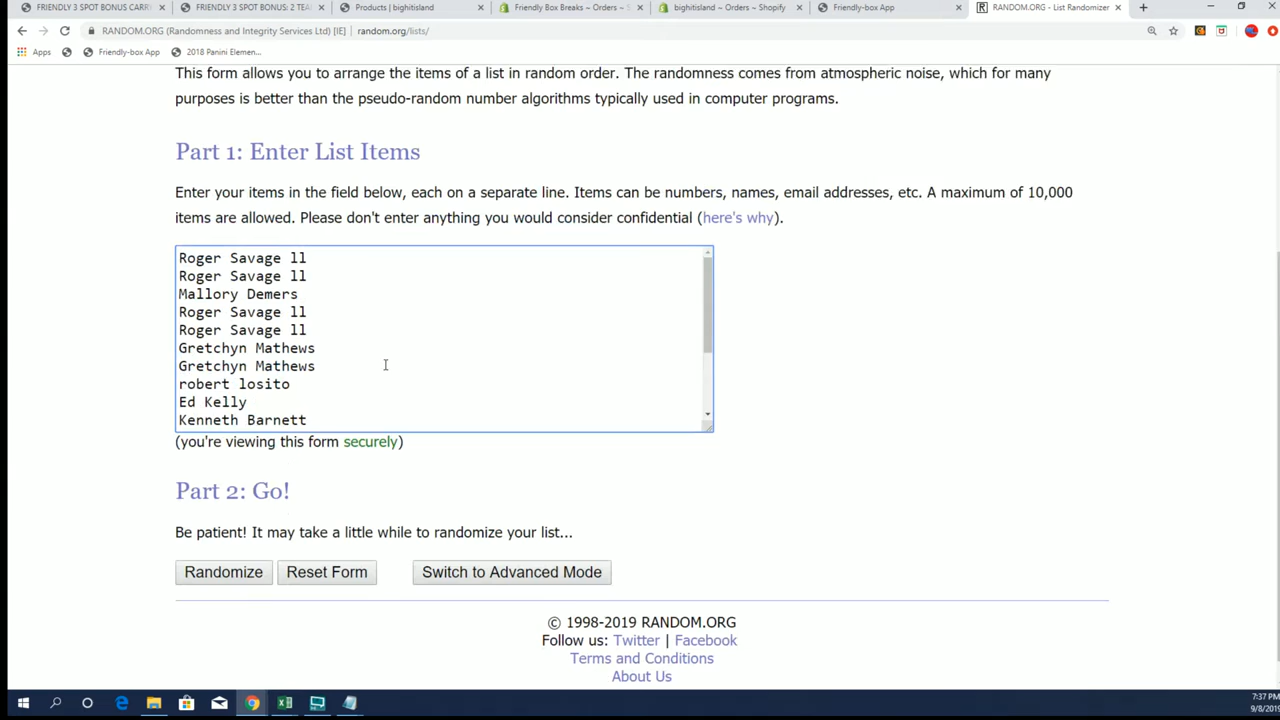 FRIENDLY 3 SPOT BONUS CARRY
FRIENDLY 3 SPOT BONUS: 2 TEA
Products | bighitisland
Friendly Box Breaks ~ Orders ~ S
bighitisland ~ Orders ~ Shopify
Friendly-box App
RANDOM.ORG - List Randomizer
RANDOM.ORG (Randomness and Integrity Services Ltd) [IE] | random.org/lists/
Apps
Friendly-box App
2018 Panini Elemen...
This form allows you to arrange the items of a list in random order. The randomness comes from atmospheric noise, which for many
purposes is better than the pseudo-random number algorithms typically used in computer programs.
Part 1: Enter List Items
Enter your items in the field below, each on a separate line. Items can be numbers, names, email addresses, etc. A maximum of 10,000
items are allowed. Please don't enter anything you would consider confidential (here's why).
Roger Savage ll
Roger Savage ll
Mallory Demers
Roger Savage ll
Roger Savage ll
Gretchyn Mathews
Gretchyn Mathews
robert losito
Ed Kelly
Kenneth Barnett
(you're viewing this form securely)
Part 2: Go!
Be patient! It may take a little while to randomize your list...
Randomize
Reset Form
Switch to Advanced Mode
© 1998-2019 RANDOM.ORG
Follow us: Twitter | Facebook
Terms and Conditions
About Us
7:37 PM
9/8/2019